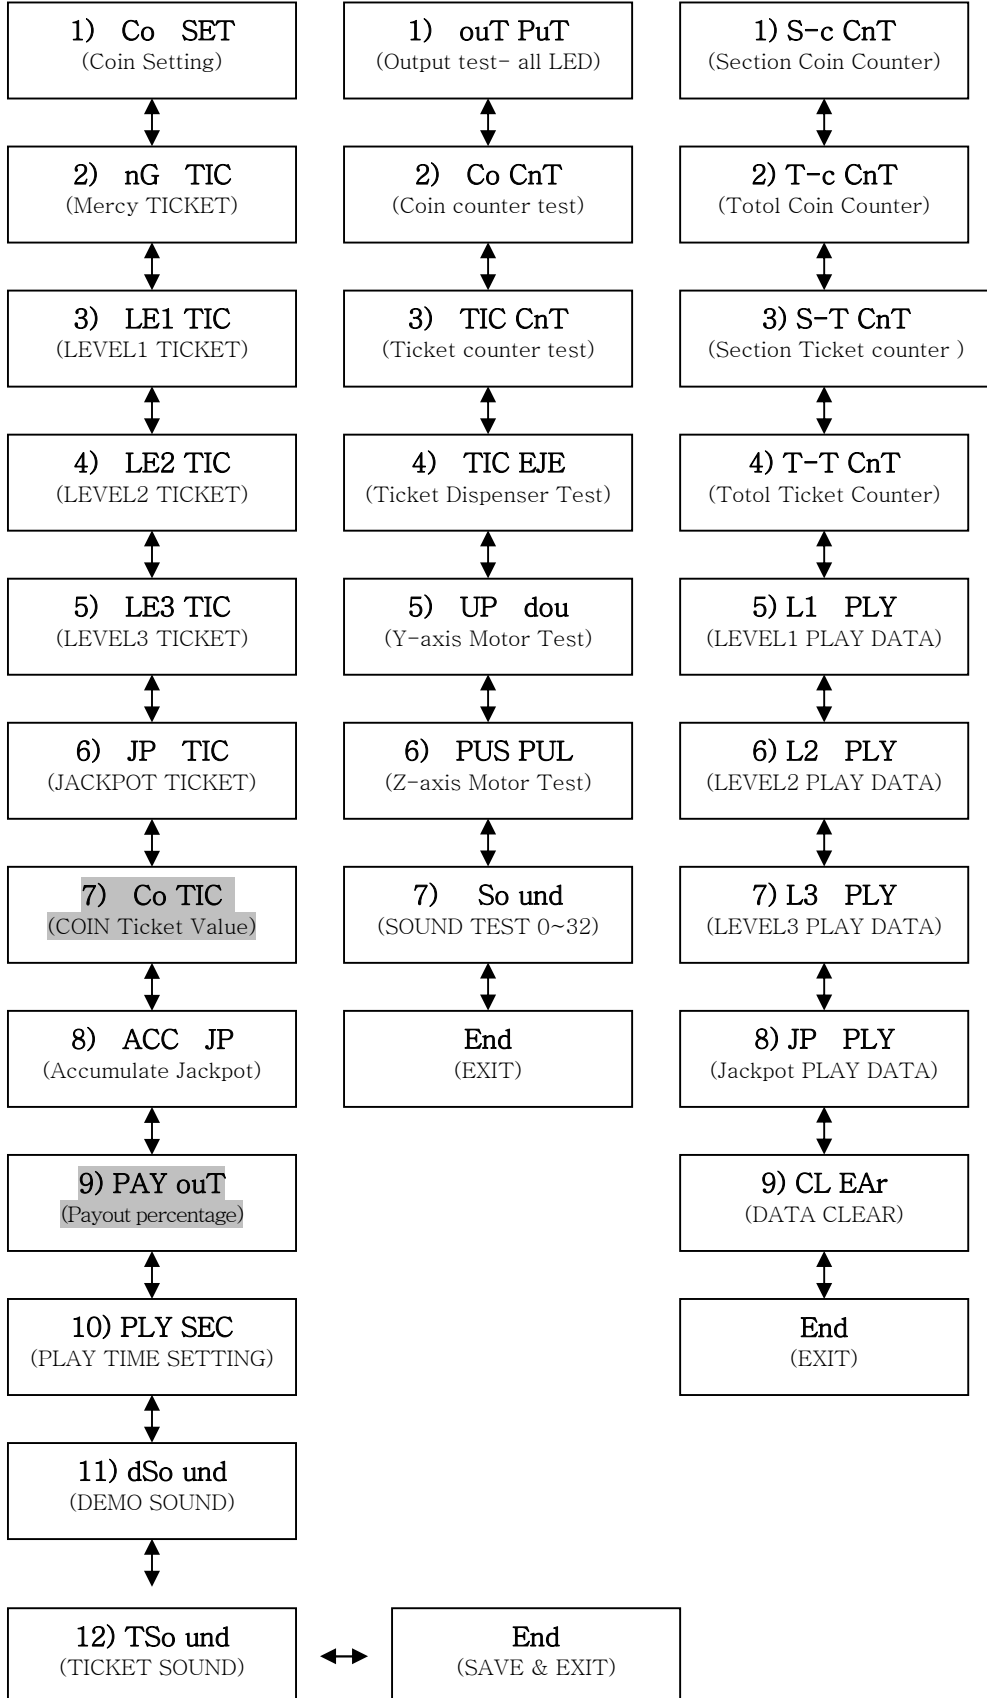 1) Co SET
(Coin Setting)
2) nG TIC
(Mercy TICKET)
3) LE1 TIC
(LEVEL1 TICKET)
4) LE2 TIC
(LEVEL2 TICKET)
5) LE3 TIC
(LEVEL3 TICKET)
6) JP TIC
(JACKPOT TICKET)
7) Co TIC
(COIN Ticket Value)
8) ACC JP
(Accumulate Jackpot)
9) PAY ouT
(Payout percentage)
10) PLY SEC
(PLAY TIME SETTING)
11) dSo und
(DEMO SOUND)
12) TSo und
(TICKET SOUND)
End
(SAVE & EXIT)
1) ouT PuT
(Output test- all LED)
2) Co CnT
(Coin counter test)
3) TIC CnT
(Ticket counter test)
4) TIC EJE
(Ticket Dispenser Test)
5) UP dou
(Y-axis Motor Test)
6) PUS PUL
(Z-axis Motor Test)
7) So und
(SOUND TEST 0~32)
End
(EXIT)
1) S-c CnT
(Section Coin Counter)
2) T-c CnT
(Totol Coin Counter)
3) S-T CnT
(Section Ticket counter )
4) T-T CnT
(Totol Ticket Counter)
5) L1 PLY
(LEVEL1 PLAY DATA)
6) L2 PLY
(LEVEL2 PLAY DATA)
7) L3 PLY
(LEVEL3 PLAY DATA)
8) JP PLY
(Jackpot PLAY DATA)
9) CL EAr
(DATA CLEAR)
End
(EXIT)